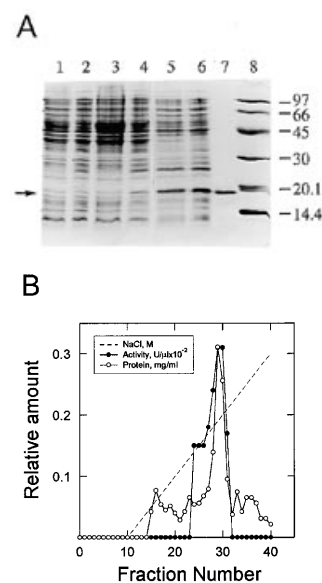 A
1 2 3 4 5 6 7 8
97
66
45
30
20.1
14.4
B
NaCl, M
Activity, U/μlx10⁻²
Protein, mg/ml
0.3
0.2
0.1
Relative amount
0 10 20 30 40
Fraction Number